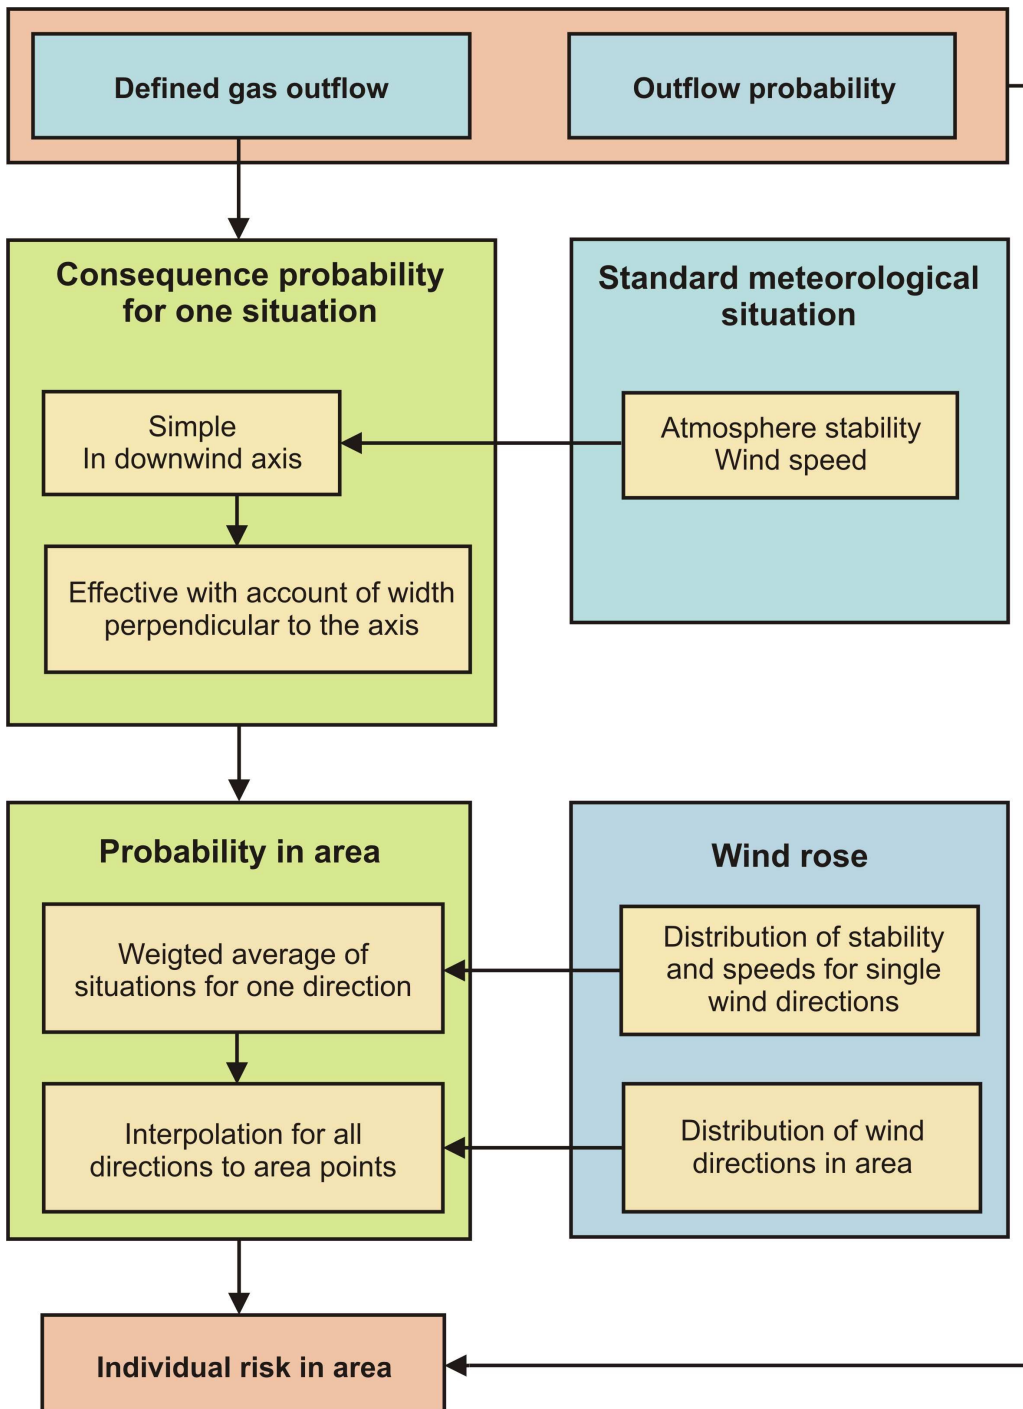 Defined gas outflow
Outflow probability
Consequence probability
for one situation
Standard meteorological
situation
Simple
In downwind axis
Atmosphere stability
Wind speed
Effective with account of width
perpendicular to the axis
Probability in area
Wind rose
Weigted average of
situations for one direction
Distribution of stability
and speeds for single
wind directions
Interpolation for all
directions to area points
Distribution of wind
directions in area
Individual risk in area